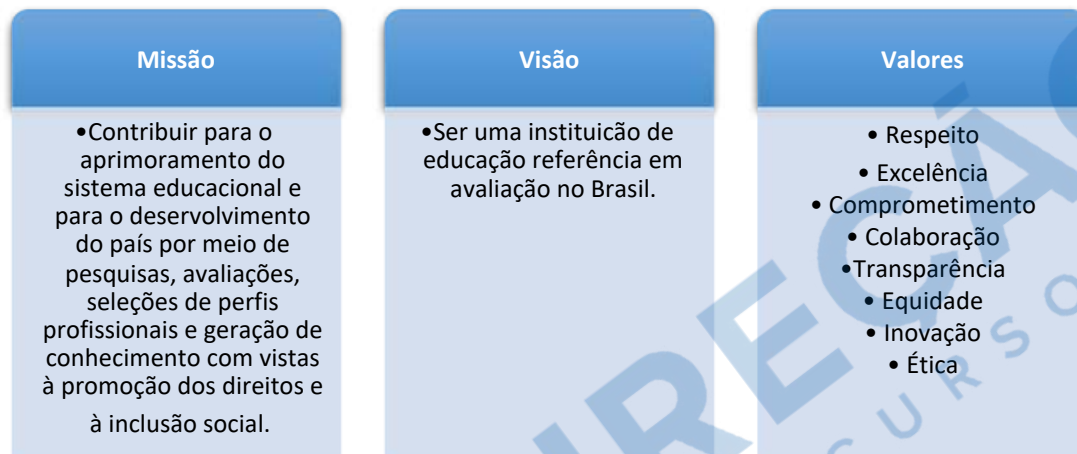 Missão
•Contribuir para o
aprimoramento do
sistema educacional e
para o desenvolvimento
do país por meio de
pesquisas, avaliações,
seleções de perfis
profissionais e geração de
conhecimento com vistas
à promoção dos direitos e
à inclusão social.
Visão
•Ser uma instituicão de
educação referência em
avaliação no Brasil.
Valores
• Respeito
• Excelência
• Comprometimento
• Colaboração
•Transparência
• Equidade
• Inovação
• Ética